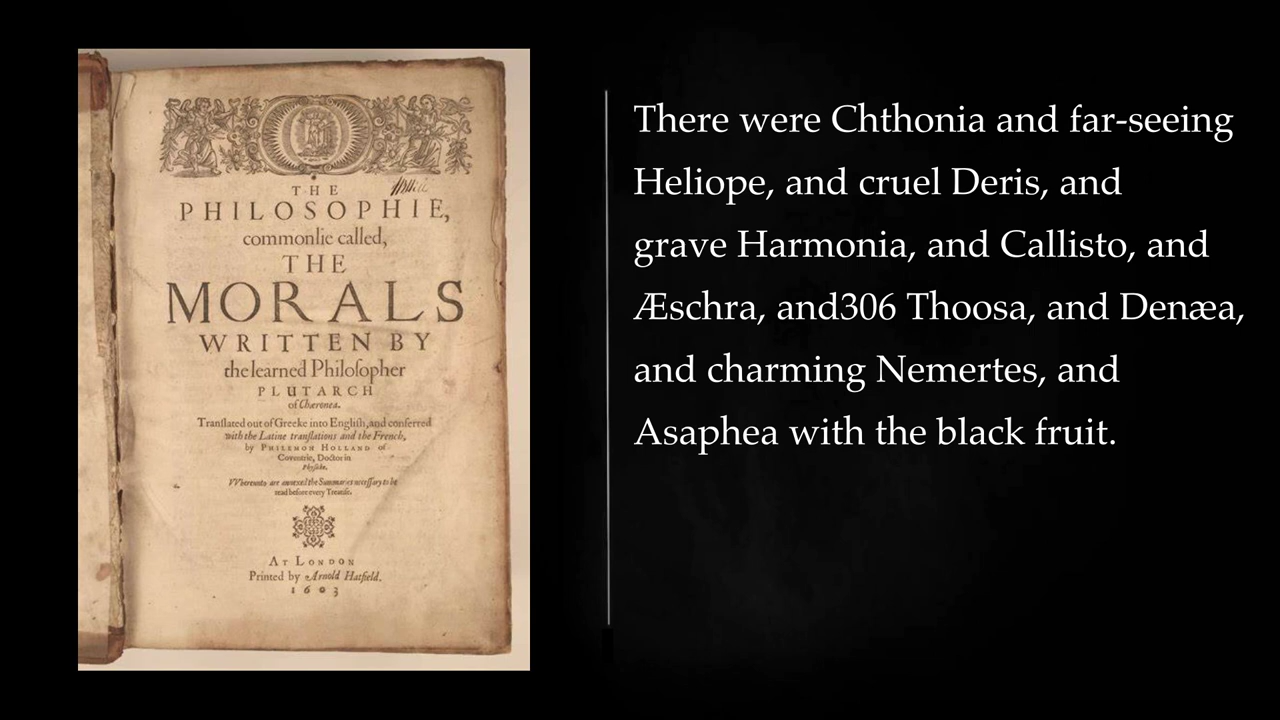 THE
PHILOSOPHIE,
commonlie called,
THE
MORALS
WRITTEN BY
the learned Philosopher
PLUTARCH
of Chæronea.
Translated out of Greeke into English, and conferred
with the Latine translations and the French,
by PHILEMON HOLLAND of
Coventrie, Doctor in
Physicke.
VVhereunto are annexed the Summaries necessary to be
read before every Treatise.
AT LONDON
Printed by Arnold Hatfield.
1603
There were Chthonia and far-seeing
Heliope, and cruel Deris, and
grave Harmonia, and Callisto, and
Æschra, and306 Thoosa, and Denæa,
and charming Nemertes, and
Asaphea with the black fruit.